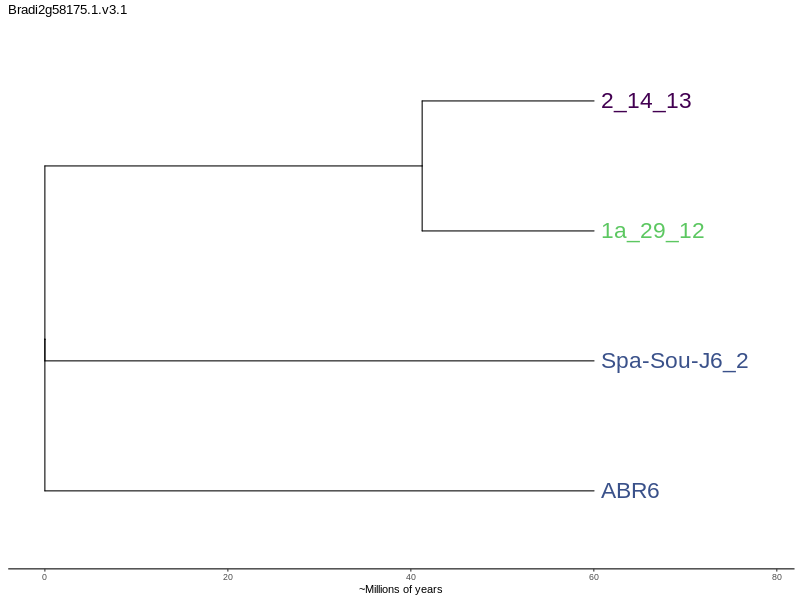 Bradi2g58175.1.v3.1
2_14_13
1a_29_12
Spa-Sou-J6_2
ABR6
0 20 40 60 80
~Millions of years